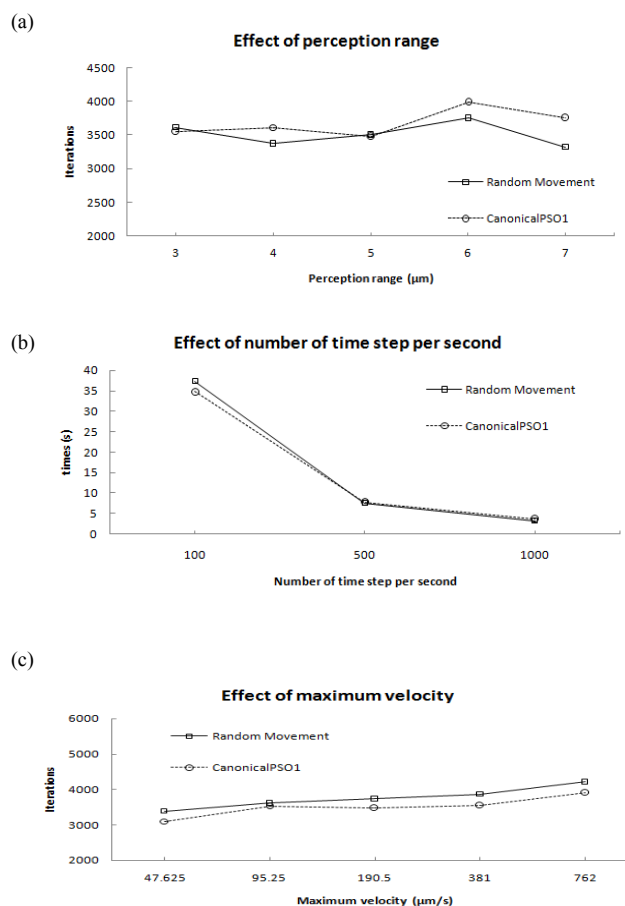 (a)
Effect of perception range
4500
4000
3500
3000
2500
2000
Iterations
3 4 5 6 7
Perception range (µm)
Random Movement
CanonicalPSO1
(b)
Effect of number of time step per second
40
35
30
25
20
15
10
5
0
times (s)
100 500 1000
Number of time step per second
Random Movement
CanonicalPSO1
(c)
Effect of maximum velocity
6000
5000
4000
3000
2000
Iterations
47.625 95.25 190.5 381 762
Maximum velocity (µm/s)
Random Movement
CanonicalPSO1